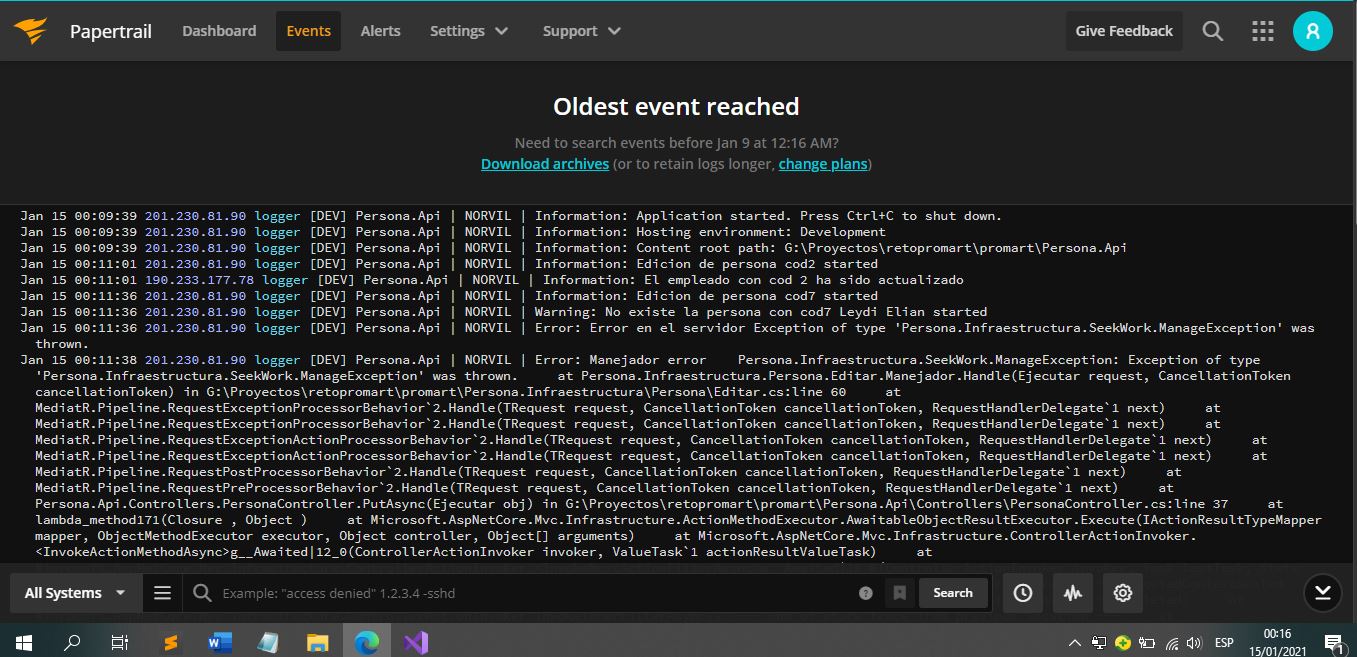 Papertrail Dashboard Events Alerts Settings Support Give Feedback
Oldest event reached
Need to search events before Jan 9 at 12:16 AM?
Download archives (or to retain logs longer, change plans)
Jan 15 00:09:39 201.230.81.90 logger [DEV] Persona.Api | NORVIL | Information: Application started. Press Ctrl+C to shut down.
Jan 15 00:09:39 201.230.81.90 logger [DEV] Persona.Api | NORVIL | Information: Hosting environment: Development
Jan 15 00:09:39 201.230.81.90 logger [DEV] Persona.Api | NORVIL | Information: Content root path: G:\Proyectos\retopromart\promart\Persona.Api
Jan 15 00:11:01 201.230.81.90 logger [DEV] Persona.Api | NORVIL | Information: Edicion de persona cod2 started
Jan 15 00:11:01 190.233.177.78 logger [DEV] Persona.Api | NORVIL | Information: El empleado con cod 2 ha sido actualizado
Jan 15 00:11:36 201.230.81.90 logger [DEV] Persona.Api | NORVIL | Information: Edicion de persona cod7 started
Jan 15 00:11:36 201.230.81.90 logger [DEV] Persona.Api | NORVIL | Warning: No existe la persona con cod7 Leydi Elian started
Jan 15 00:11:36 201.230.81.90 logger [DEV] Persona.Api | NORVIL | Error: Error en el servidor Exception of type 'Persona.Infraestructura.SeekWork.ManageException' was
thrown.
Jan 15 00:11:38 201.230.81.90 logger [DEV] Persona.Api | NORVIL | Error: Manejador error Persona.Infraestructura.SeekWork.ManageException: Exception of type
'Persona.Infraestructura.SeekWork.ManageException' was thrown. at Persona.Infraestructura.Persona.Editar.Manejador.Handle(Ejecutar request, CancellationToken
cancellationToken) in G:\Proyectos\retopromart\promart\Persona.Infraestructura\Persona\Editar.cs:line 60 at
MediatR.Pipeline.RequestExceptionProcessorBehavior`2.Handle(TRequest request, CancellationToken cancellationToken, RequestHandlerDelegate`1 next) at
MediatR.Pipeline.RequestExceptionProcessorBehavior`2.Handle(TRequest request, CancellationToken cancellationToken, RequestHandlerDelegate`1 next) at
MediatR.Pipeline.RequestExceptionActionProcessorBehavior`2.Handle(TRequest request, CancellationToken cancellationToken, RequestHandlerDelegate`1 next) at
MediatR.Pipeline.RequestExceptionActionProcessorBehavior`2.Handle(TRequest request, CancellationToken cancellationToken, RequestHandlerDelegate`1 next) at
MediatR.Pipeline.RequestPostProcessorBehavior`2.Handle(TRequest request, CancellationToken cancellationToken, RequestHandlerDelegate`1 next) at
MediatR.Pipeline.RequestPreProcessorBehavior`2.Handle(TRequest request, CancellationToken cancellationToken, RequestHandlerDelegate`1 next) at
Persona.Api.Controllers.PersonaController.PutAsync(Ejecutar obj) in G:\Proyectos\retopromart\promart\Persona.Api\Controllers\PersonaController.cs:line 37 at
lambda_method171(Closure , Object ) at Microsoft.AspNetCore.Mvc.Infrastructure.ActionMethodExecutor.AwaitableObjectResultExecutor.Execute(IActionResultTypeMapper
mapper, ObjectMethodExecutor executor, Object controller, Object[] arguments) at Microsoft.AspNetCore.Mvc.Infrastructure.ControllerActionInvoker.
<InvokeActionMethodAsync>g__Awaited|12_0(ControllerActionInvoker invoker, ValueTask`1 actionResultValueTask) at
All Systems Example: "access denied" 1.2.3.4 -sshd Search
ESP
00:16
15/01/2021
1